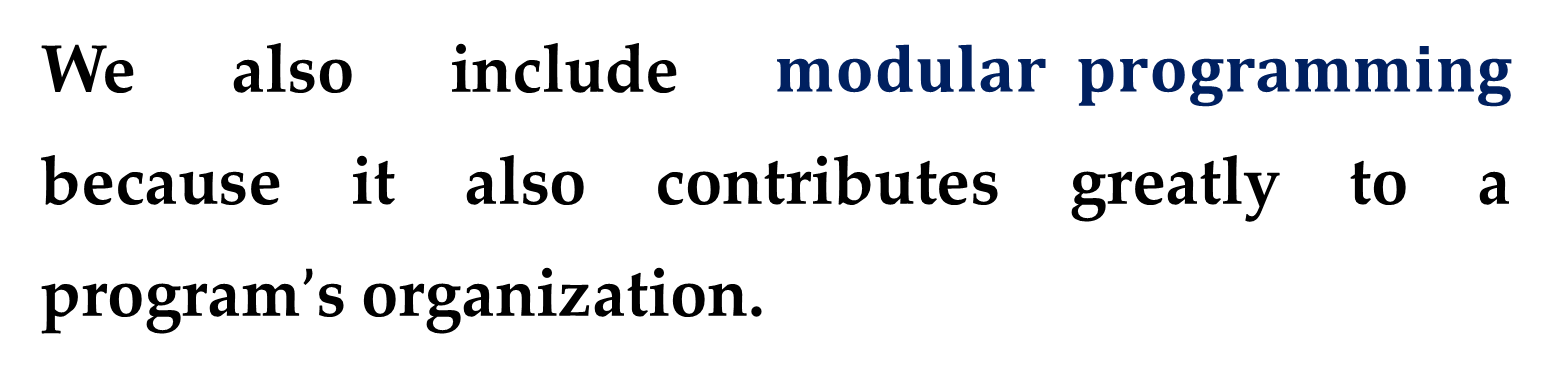 We also include modular programming
because it also contributes greatly to a
program’s organization.